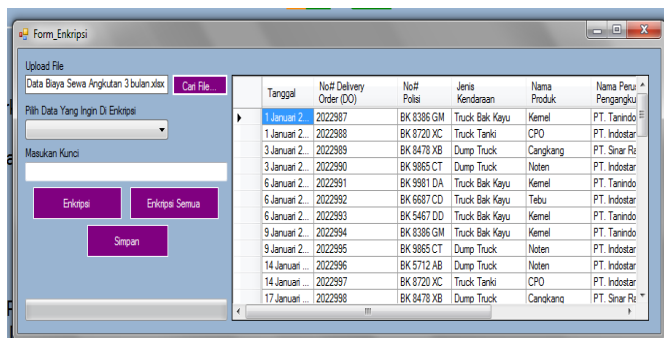 Form_Enkripsi
Upload File
Data Biaya Sewa Angkutan 3 bulan.xlsx
Cari File...
Pilih Data Yang Ingin Di Enkripsi
Masukan Kunci
Enkripsi
Enkripsi Semua
Simpan
Tanggal No# Delivery Order (DO) No# Polisi Jenis Kendaraan Nama Produk Nama Peru Pengangku
1 Januari 2... 2022987 BK 8386 GM Truck Bak Kayu Kernel PT. Tanindo
1 Januari 2... 2022988 BK 8720 XC Truck Tanki CPO PT. Indostar
3 Januari 2... 2022989 BK 8478 XB Dump Truck Cangkang PT. Sinar Ra
3 Januari 2... 2022990 BK 9865 CT Dump Truck Noten PT. Indostar
6 Januari 2... 2022991 BK 9981 DA Truck Bak Kayu Kernel PT. Tanindo
6 Januari 2... 2022992 BK 6687 CD Truck Bak Kayu Tebu PT. Indostar
6 Januari 2... 2022993 BK 5467 DD Truck Bak Kayu Kernel PT. Tanindo
9 Januari 2... 2022994 BK 8386 GM Truck Bak Kayu Kernel PT. Tanindo
9 Januari 2... 2022995 BK 9865 CT Dump Truck Noten PT. Indostar
14 Januari ... 2022996 BK 5712 AB Dump Truck Noten PT. Indostar
14 Januari ... 2022997 BK 8720 XC Truck Tanki CPO PT. Indostar
17 Januari ... 2022998 BK 8478 XB Dump Truck Cangkang PT. Sinar Ra